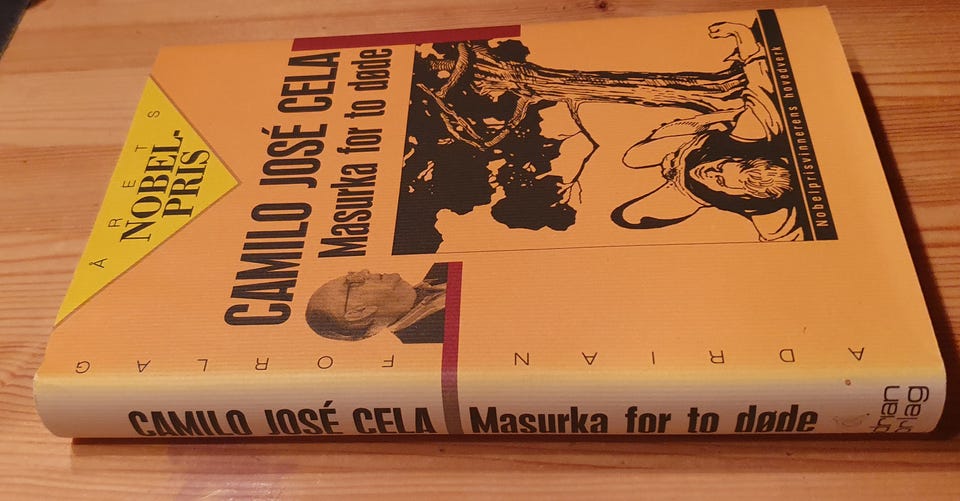 ÅRETS
NOBEL-
PRIS
CAMILO JOSÉ CELA
Masurka for to døde
Nobelprisvinnerens hovedverk
ADRIAN FORLAG
CAMILO JOSÉ CELA Masurka for to døde